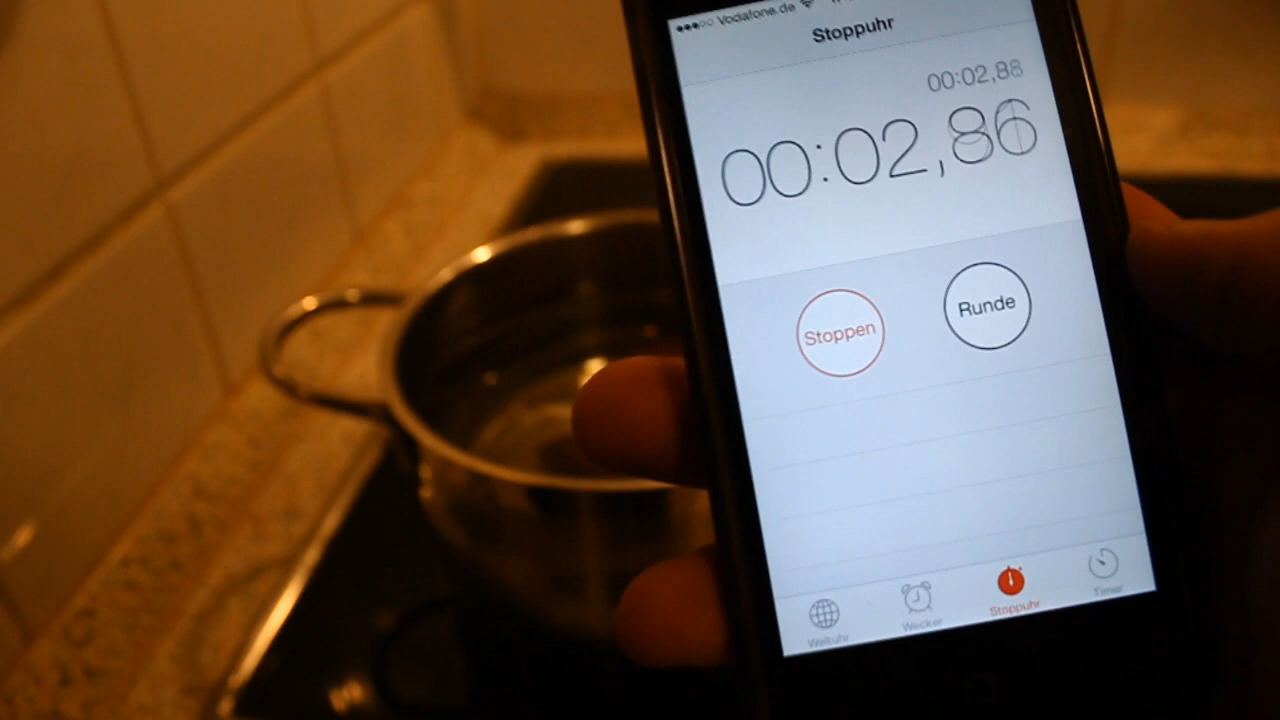 Vodafone.de
Stoppuhr
00:02,88
00:02,86
Stoppen
Runde
Weltuhr
Wecker
Stoppuhr
Timer